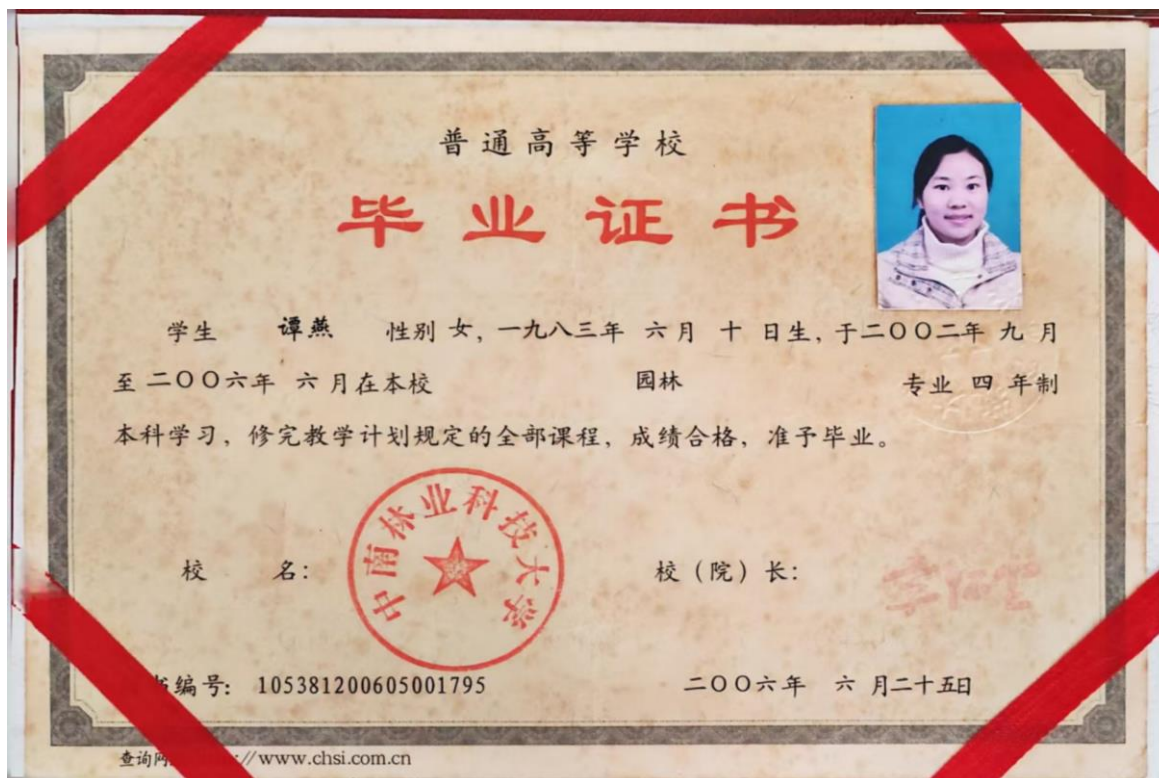 普通高等学校
毕业证书
学生 谭燕 性别 女，一九八三年 六月 十 日生，于二〇〇二年 九 月
至 二〇〇六年 六 月在本校 园林 专业 四 年制
本科学习，修完教学计划规定的全部课程，成绩合格，准予毕业。
中南林业科技大学
校 名： 校（院）长：
编号： 105381200605001795 二〇〇六年 六 月二十五日
查询网 //www.chsi.com.cn